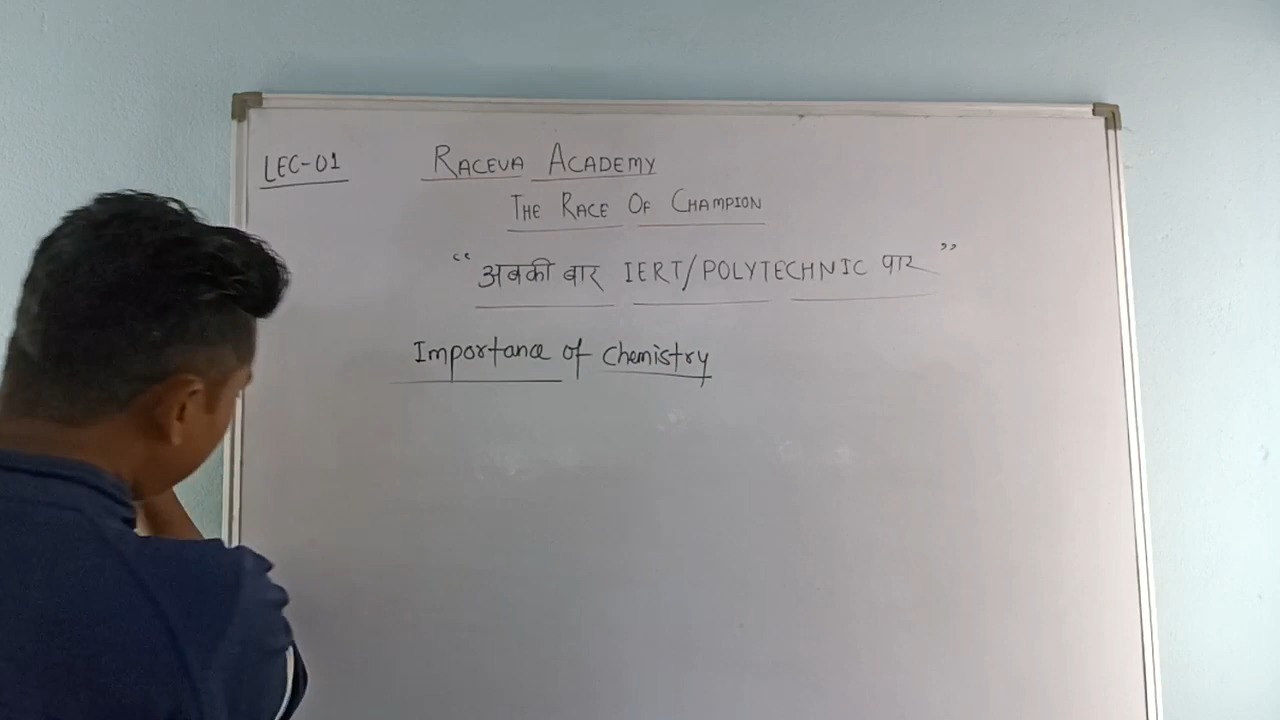 LEC-01
RACEVA ACADEMY
THE RACE OF CHAMPION
“ अबकी बार IERT/POLYTECHNIC पार ”
Importance of Chemistry